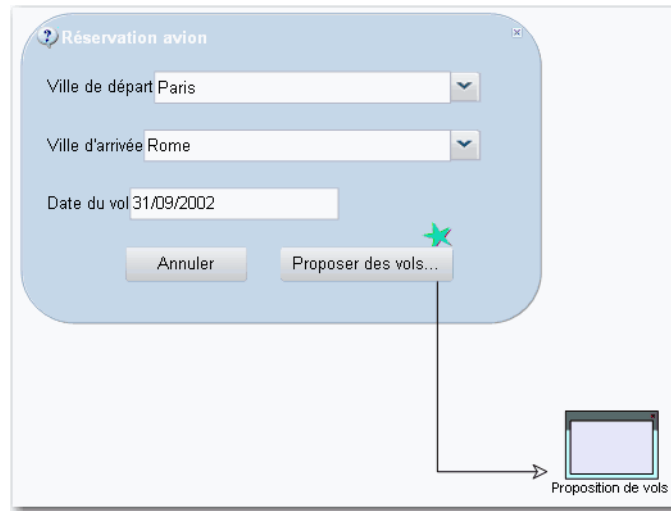 Réservation avion
Ville de départ Paris
Ville d'arrivée Rome
Date du vol 31/09/2002
Annuler Proposer des vols...
Proposition de vols